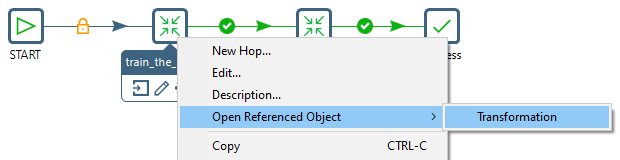 START
ess
train_the_
New Hop...
Edit...
Description...
Open Referenced Object
Transformation
Copy CTRL-C